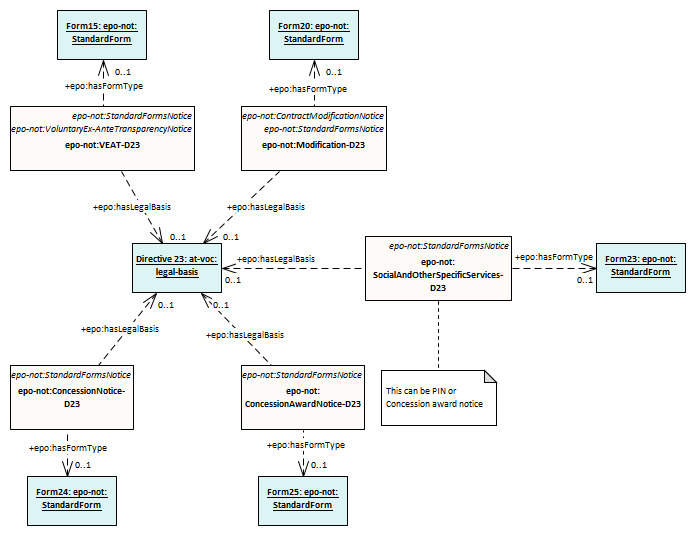 Form15: epo-not:
StandardForm
Form20: epo-not:
StandardForm
0..1
+epo:hasFormType
0..1
+epo:hasFormType
epo-not:StandardFormsNotice
epo-not:VoluntaryEx-AnteTransparencyNotice
epo-not:VEAT-D23
epo-not:ContractModificationNotice
epo-not:StandardFormsNotice
epo-not:Modification-D23
+epo:hasLegalBasis
0..1
+epo:hasLegalBasis
0..1
Directive 23: at-voc:
legal-basis
+epo:hasLegalBasis
0..1
epo-not:StandardFormsNotice
epo-not:
SocialAndOtherSpecificServices-
D23
+epo:hasFormType
0..1
Form23: epo-not:
StandardForm
0..1
+epo:hasLegalBasis
0..1
+epo:hasLegalBasis
epo-not:StandardFormsNotice
epo-not:ConcessionNotice-
D23
epo-not:StandardFormsNotice
epo-not:
ConcessionAwardNotice-D23
This can be PIN or
Concession award notice
+epo:hasFormType
0..1
+epo:hasFormType
0..1
Form24: epo-not:
StandardForm
Form25: epo-not:
StandardForm